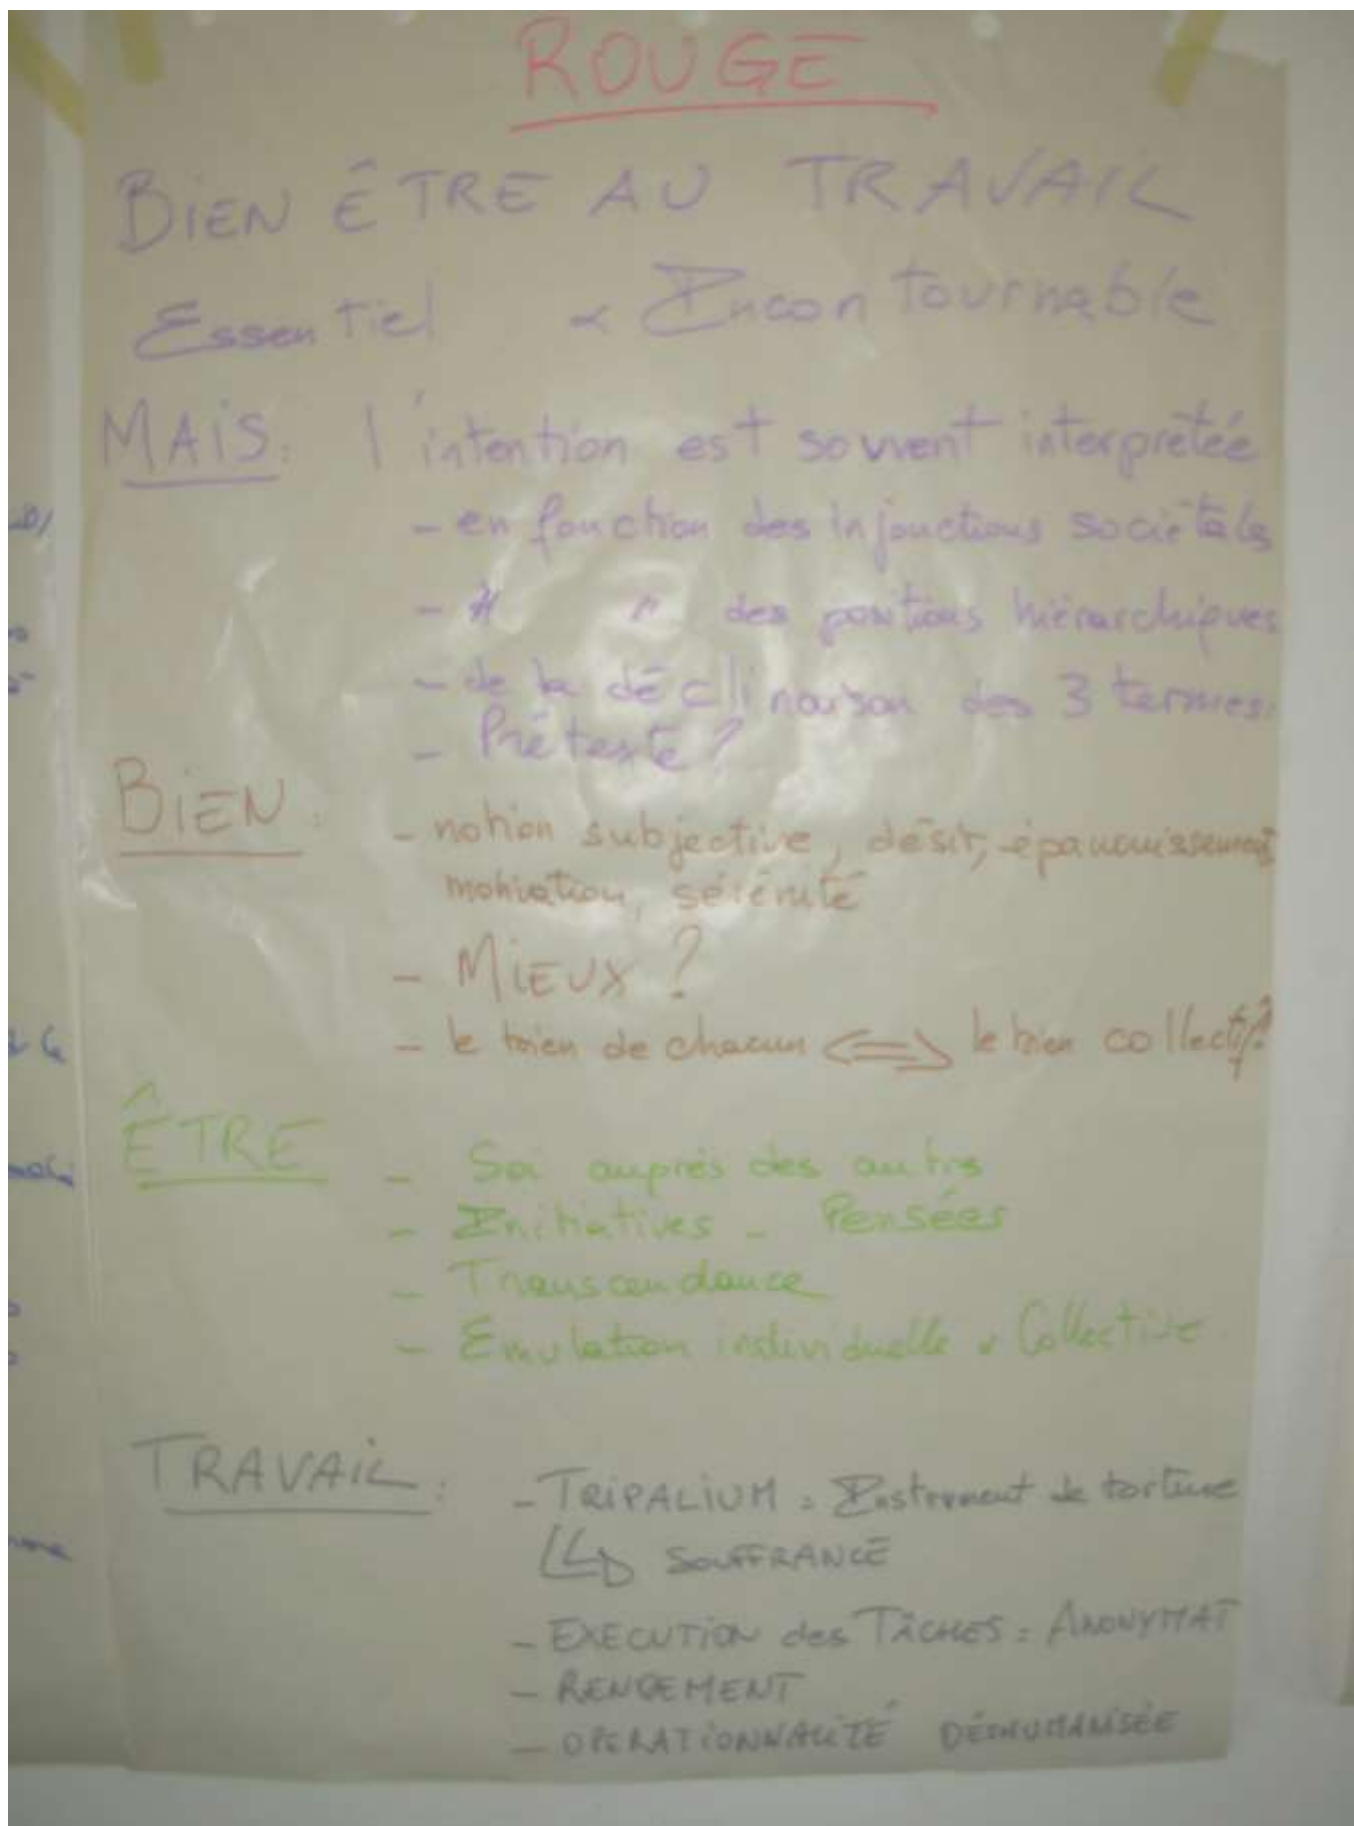 ROUGE
BIEN ÊTRE AU TRAVAIL
Essentiel & Incontournable
MAIS: l'intention est souvent interprétée
- en fonction des injonctions sociétales
- " " des positions hiérarchiques
- de la déclinaison des 3 termes.
- Prétexte ?
BIEN :
- notion subjective, désir, épanouissement
motivation, sérénité
- MIEUX ?
- le bien de chacun <=> le bien collectif ?
ÊTRE
- Soi auprès des autres
- Initiatives - Pensées
- Transcendance
- Emulation individuelle & Collective
TRAVAIL :
- TRIPALIUM = Instrument de torture
↳ SOUFFRANCE
- EXECUTION des TÂCHES = ANONYMAT
- RENDEMENT
- OPERATIONNALITÉ DÉSHUMANISÉE